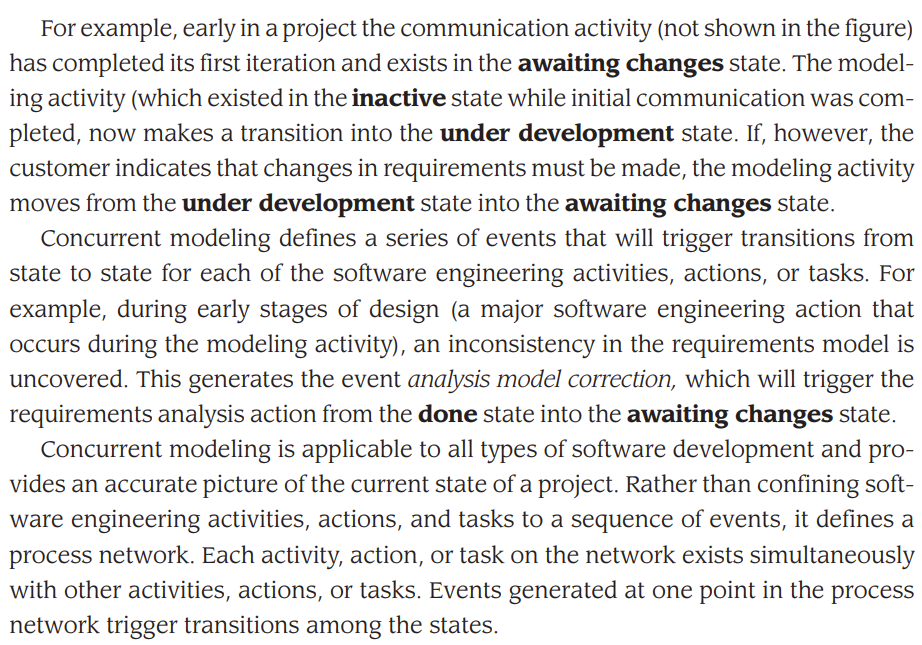 For example, early in a project the communication activity (not shown in the figure)
has completed its first iteration and exists in the awaiting changes state. The model-
ing activity (which existed in the inactive state while initial communication was com-
pleted, now makes a transition into the under development state. If, however, the
customer indicates that changes in requirements must be made, the modeling activity
moves from the under development state into the awaiting changes state.
Concurrent modeling defines a series of events that will trigger transitions from
state to state for each of the software engineering activities, actions, or tasks. For
example, during early stages of design (a major software engineering action that
occurs during the modeling activity), an inconsistency in the requirements model is
uncovered. This generates the event analysis model correction, which will trigger the
requirements analysis action from the done state into the awaiting changes state.
Concurrent modeling is applicable to all types of software development and pro-
vides an accurate picture of the current state of a project. Rather than confining soft-
ware engineering activities, actions, and tasks to a sequence of events, it defines a
process network. Each activity, action, or task on the network exists simultaneously
with other activities, actions, or tasks. Events generated at one point in the process
network trigger transitions among the states.